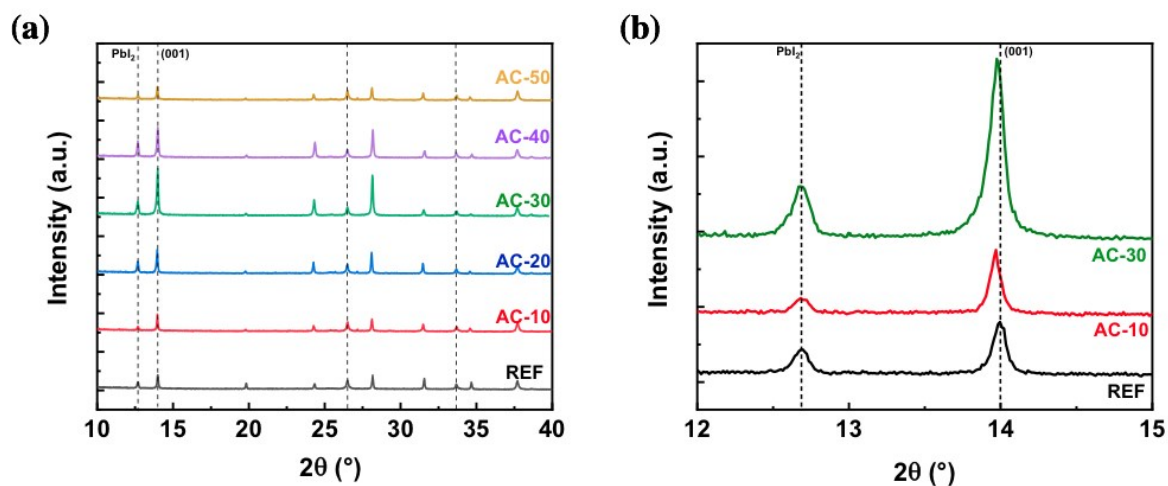 (a)
PbI₂
(001)
AC-50
AC-40
AC-30
AC-20
AC-10
REF
Intensity (a.u.)
10 15 20 25 30 35 40
2θ (°)
(b)
PbI₂
(001)
AC-30
AC-10
REF
Intensity (a.u.)
12 13 14 15
2θ (°)